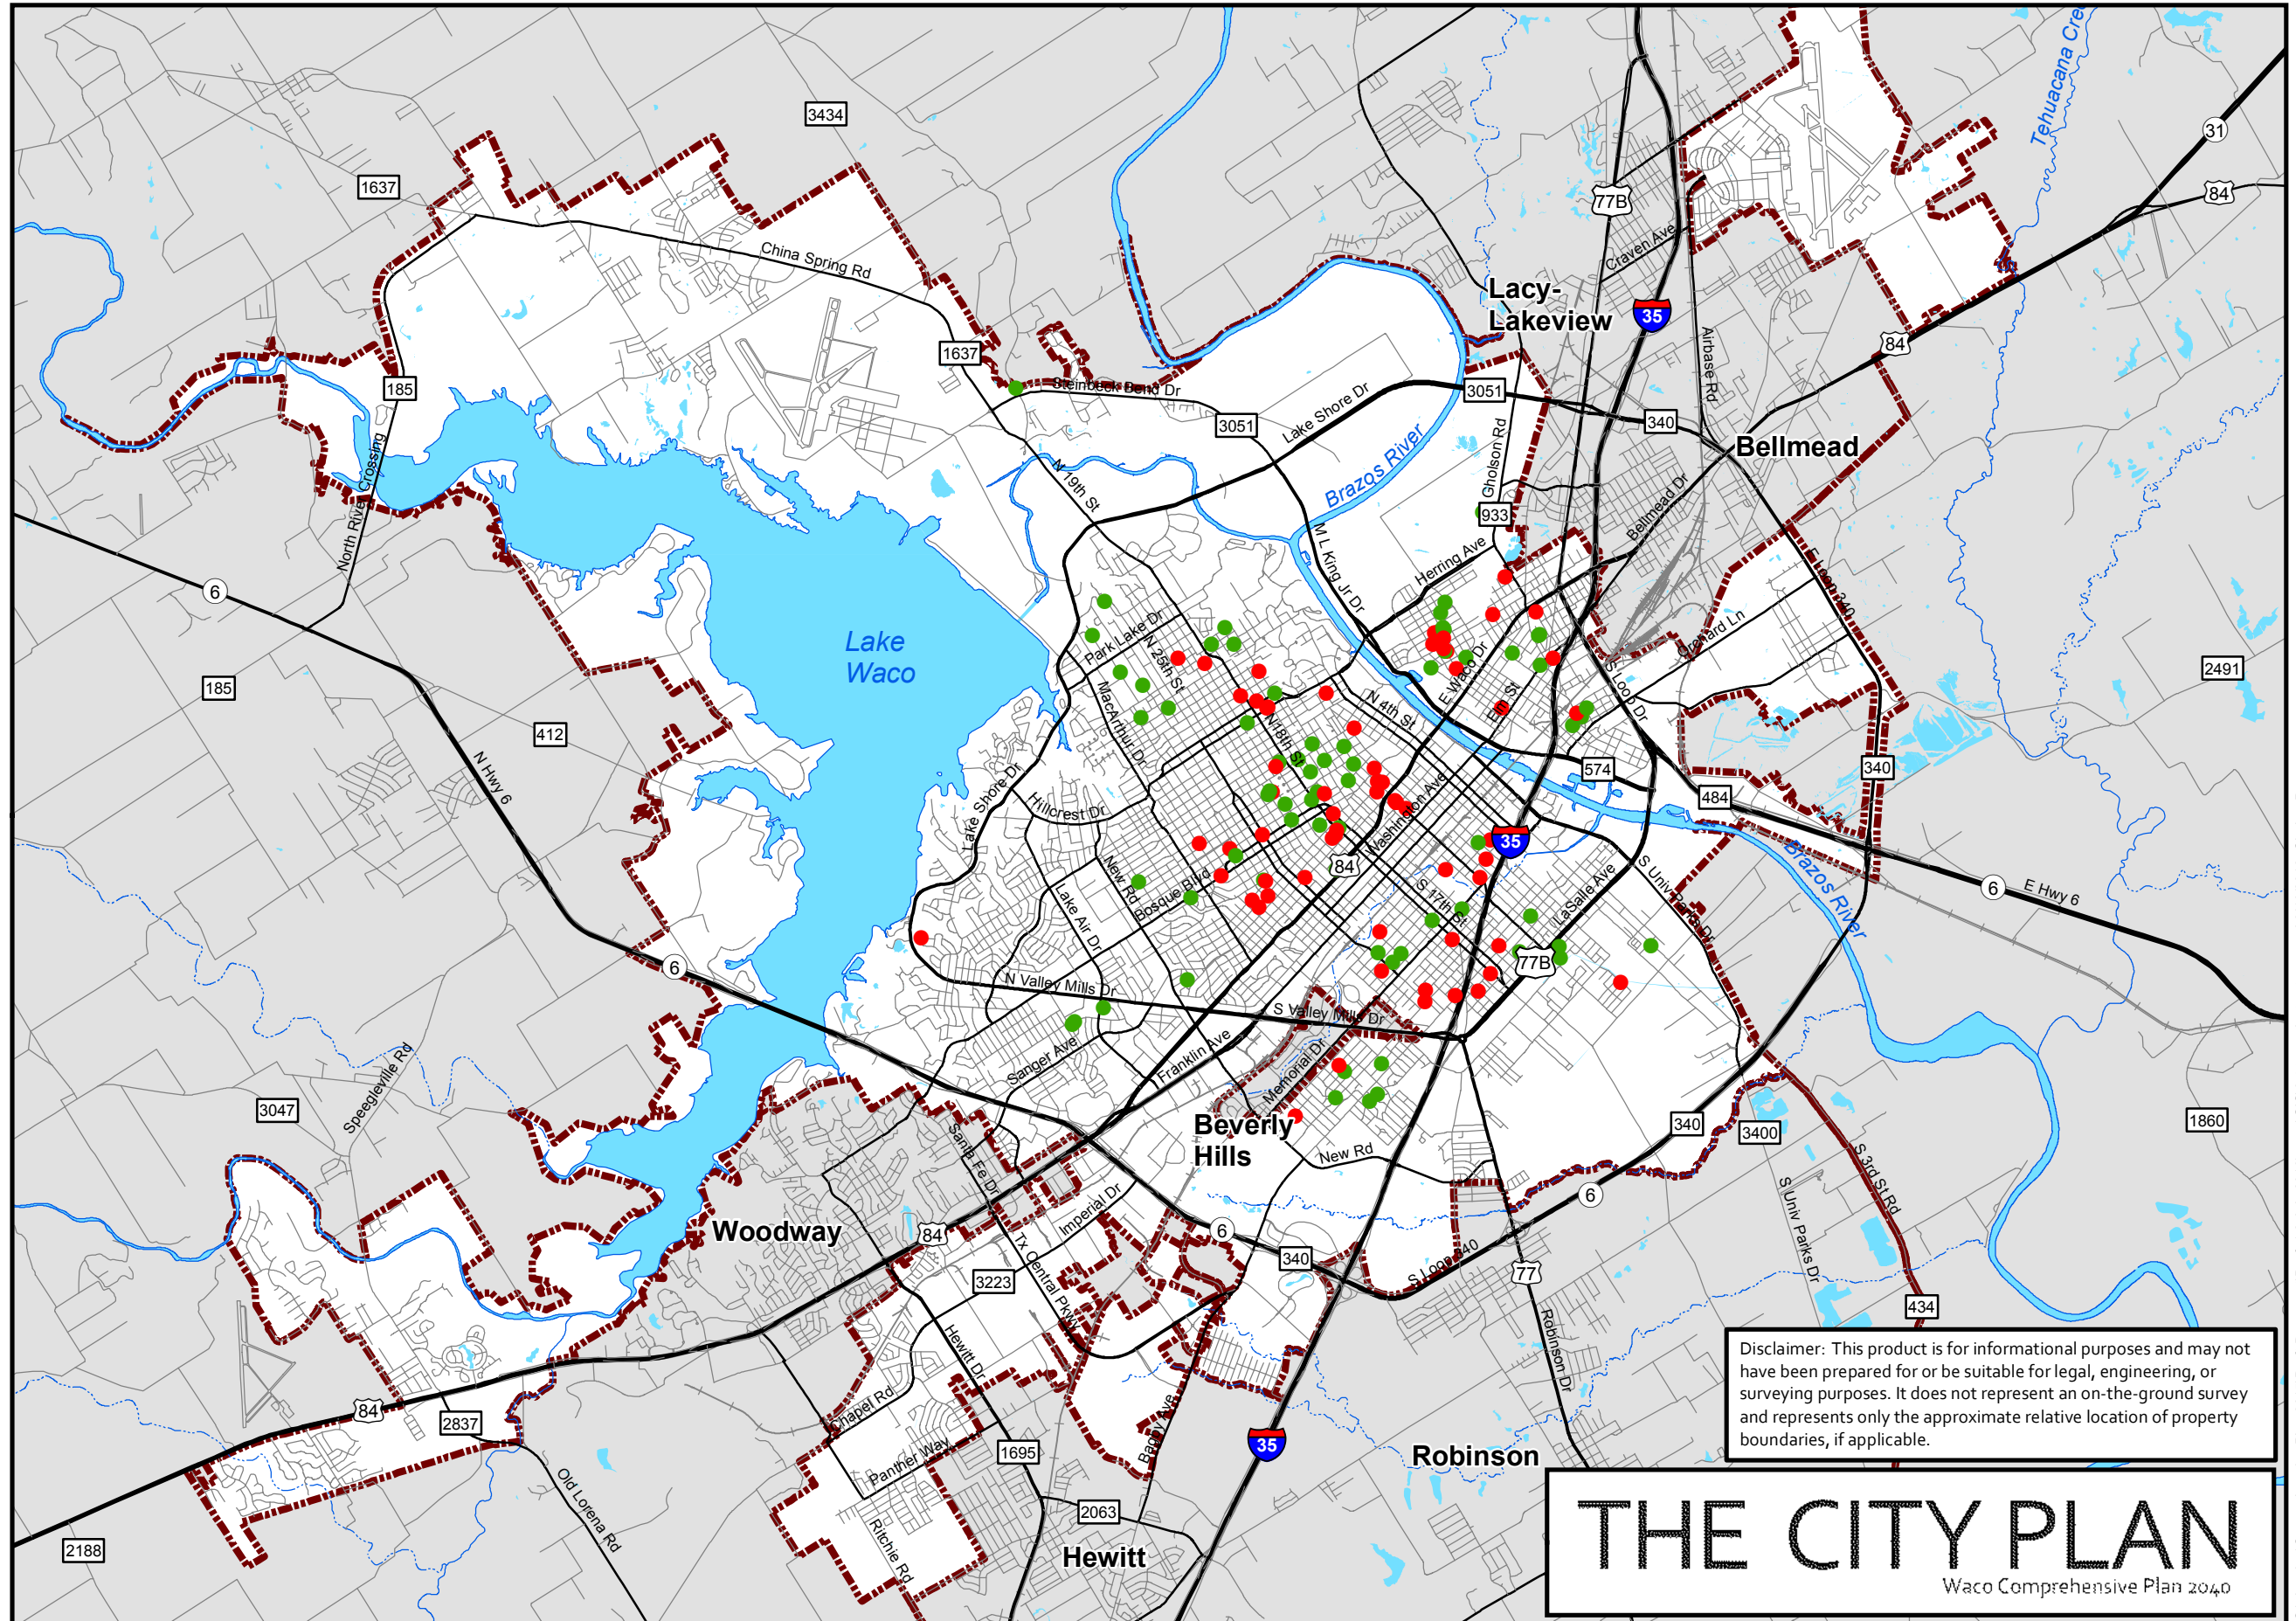 3434
Tehuacana Cree
31
1637
84
77B
Craven Ave
China Spring Rd
Lacy-
Lakeview
35
Airbase Rd
84
1637
185
Steinbeck Bend Dr
3051
340
3051
Lake Shore Dr
Bellmead
North River Crossing
N 19th St
Brazos River
Gholson Rd
933
Bellmead Dr
M L King Jr Dr
Herring Ave
E Loop 340
6
Lake
Waco
Park Lake Dr
N 25th St
Orchard Ln
185
2491
412
MacArthur Dr
E Waco Dr
S Loop Dr
Elm St
N 4th St
N 18th St
N Hwy 6
574
340
484
Lake Shore Dr
Hillcrest Dr
Washington Ave
35
84
New Rd
Bosque Blvd
S 17th St
LaSalle Ave
S Univ Parks Dr
Brazos River
6
E Hwy 6
Lake Air Dr
6
77B
N Valley Mills Dr
S Valley Mills Dr
Sanger Ave
Franklin Ave
Memorial Dr
Speegleville Rd
3047
Beverly
Hills
New Rd
340
3400
1860
Santa Fe Dr
S 3rd St Rd
S Univ Parks Dr
6
Woodway
84
Imperial Dr
6
340
S Loop 340
77
Tx Central Pkwy
3223
434
Robinson Dr
Hewitt Dr
Disclaimer: This product is for informational purposes and may not
have been prepared for or be suitable for legal, engineering, or
surveying purposes. It does not represent an on-the-ground survey
and represents only the approximate relative location of property
boundaries, if applicable.
84
2837
Chapel Rd
Bagby Ave
Panther Way
1695
35
Robinson
Old Lorena Rd
2188
Ritchie Rd
2063
Hewitt
THE CITY PLAN
Waco Comprehensive Plan 2040